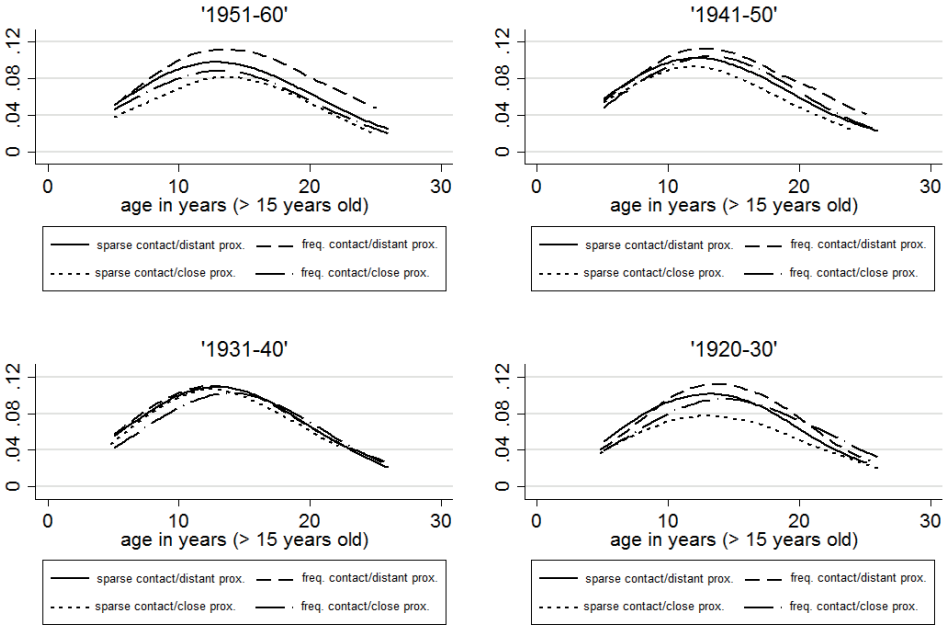 '1951-60'
.12
.08
.04
0
0 10 20 30
age in years (> 15 years old)
sparse contact/distant prox. freq. contact/distant prox.
sparse contact/close prox. freq. contact/close prox.
'1941-50'
.12
.08
.04
0
0 10 20 30
age in years (> 15 years old)
sparse contact/distant prox. freq. contact/distant prox.
sparse contact/close prox. freq. contact/close prox.
'1931-40'
.12
.08
.04
0
0 10 20 30
age in years (> 15 years old)
sparse contact/distant prox. freq. contact/distant prox.
sparse contact/close prox. freq. contact/close prox.
'1920-30'
.12
.08
.04
0
0 10 20 30
age in years (> 15 years old)
sparse contact/distant prox. freq. contact/distant prox.
sparse contact/close prox. freq. contact/close prox.